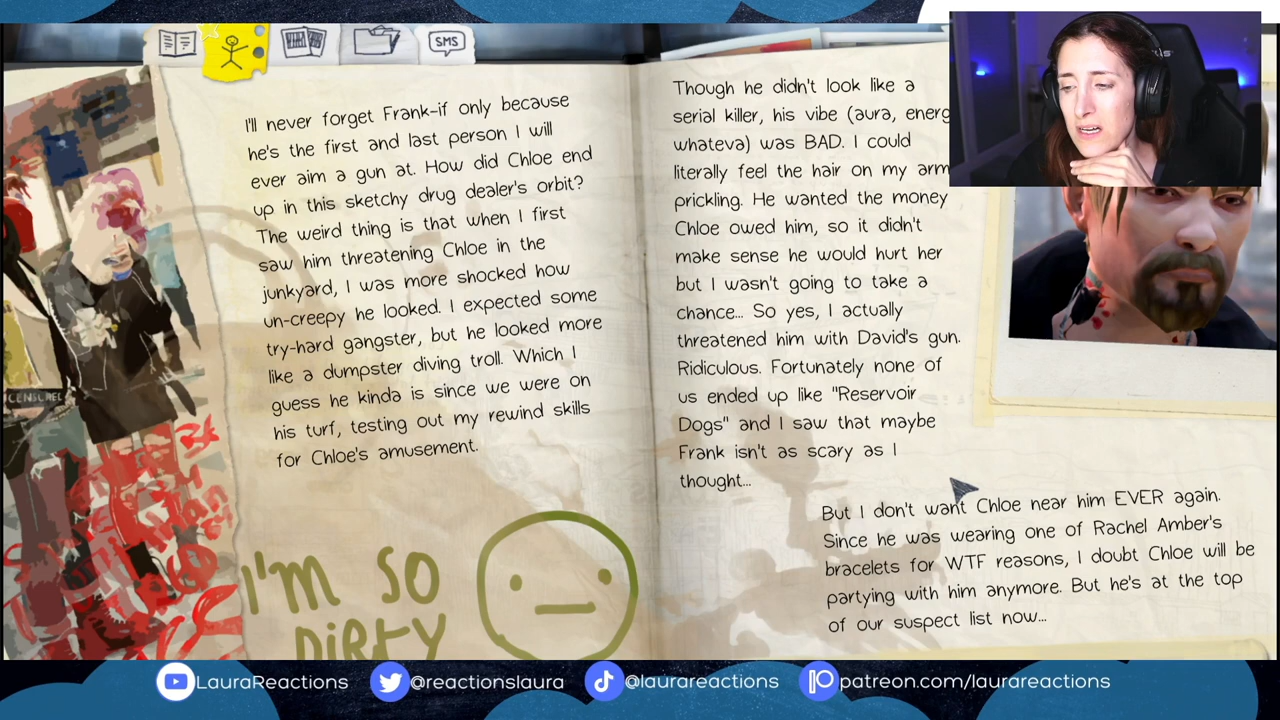 SMS
I'll never forget Frank-if only because
he's the first and last person I will
ever aim a gun at. How did Chloe end
up in this sketchy drug dealer's orbit?
The weird thing is that when I first
saw him threatening Chloe in the
junkyard, I was more shocked how
un-creepy he looked. I expected some
try-hard gangster, but he looked more
like a dumpster diving troll. Which I
guess he kinda is since we were on
his turf, testing out my rewind skills
for Chloe's amusement.
I'm so
DiRty
Though he didn't look like a
serial killer, his vibe (aura, energ
whateva) was BAD. I could
literally feel the hair on my arm
prickling. He wanted the money
Chloe owed him, so it didn't
make sense he would hurt her
but I wasn't going to take a
chance... So yes, I actually
threatened him with David's gun.
Ridiculous. Fortunately none of
us ended up like "Reservoir
Dogs" and I saw that maybe
Frank isn't as scary as I
thought...
But I don't want Chloe near him EVER again.
Since he was wearing one of Rachel Amber's
bracelets for WTF reasons, I doubt Chloe will be
partying with him anymore. But he's at the top
of our suspect list now...
LauraReactions @reactionslaura @laurareactions patreon.com/laurareactions